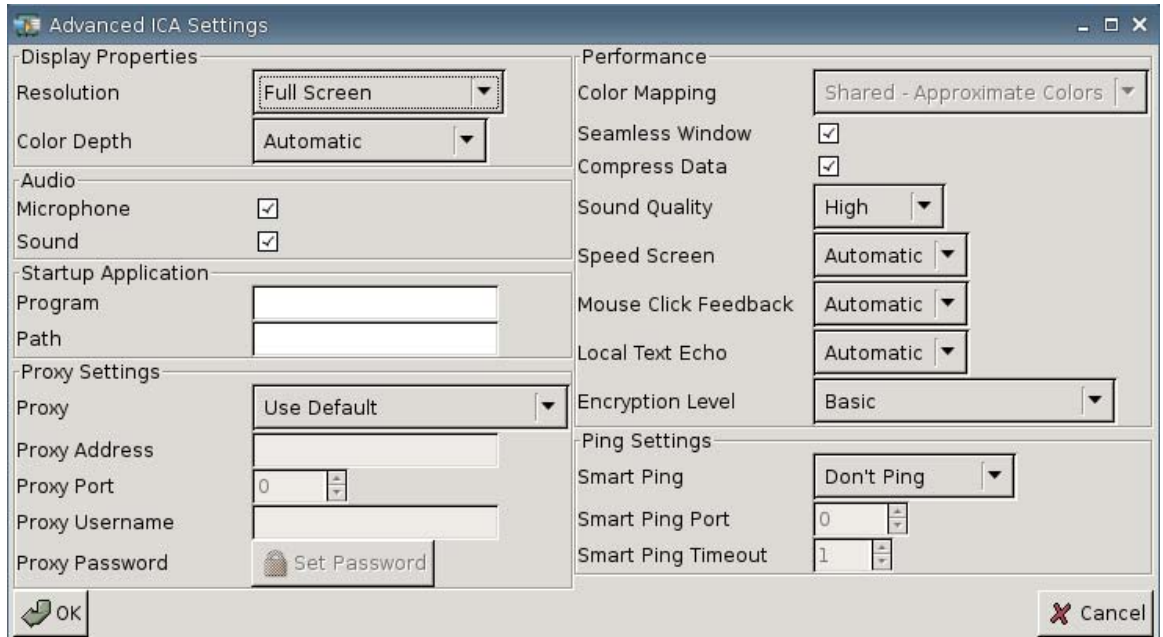 Advanced ICA Settings
Display Properties
Resolution Full Screen
Color Depth Automatic
Audio
Microphone
Sound
Startup Application
Program
Path
Proxy Settings
Proxy Use Default
Proxy Address
Proxy Port 0
Proxy Username
Proxy Password Set Password
Performance
Color Mapping Shared - Approximate Colors
Seamless Window
Compress Data
Sound Quality High
Speed Screen Automatic
Mouse Click Feedback Automatic
Local Text Echo Automatic
Encryption Level Basic
Ping Settings
Smart Ping Don't Ping
Smart Ping Port 0
Smart Ping Timeout 1
OK
Cancel